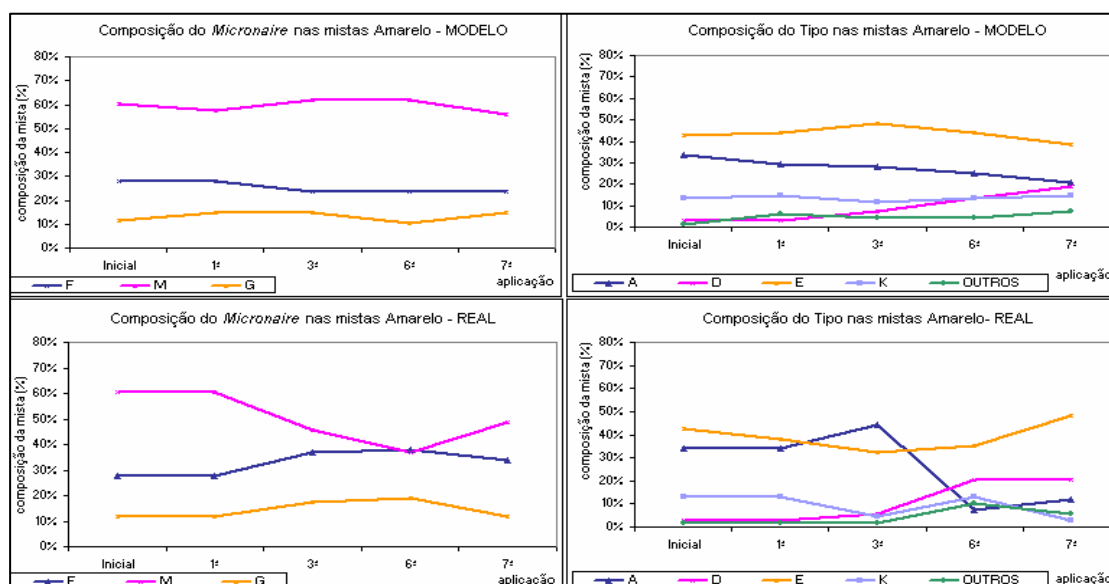 Composição do Micronaire nas mistas Amarelo - MODELO
composição da mista (%)
80%
70%
60%
50%
40%
30%
20%
10%
0%
Inicial 1ª 3ª 6ª 7ª
aplicação
F M G
Composição do Tipo nas mistas Amarelo - MODELO
composição da mista (%)
80%
70%
60%
50%
40%
30%
20%
10%
0%
Inicial 1ª 3ª 6ª 7ª
aplicação
A D E K OUTROS
Composição do Micronaire nas mistas Amarelo - REAL
composição da mista (%)
80%
70%
60%
50%
40%
30%
20%
10%
0%
Inicial 1ª 3ª 6ª 7ª
aplicação
F M G
Composição do Tipo nas mistas Amarelo- REAL
composição da mista (%)
80%
70%
60%
50%
40%
30%
20%
10%
0%
Inicial 1ª 3ª 6ª 7ª
aplicação
A D E K OUTROS